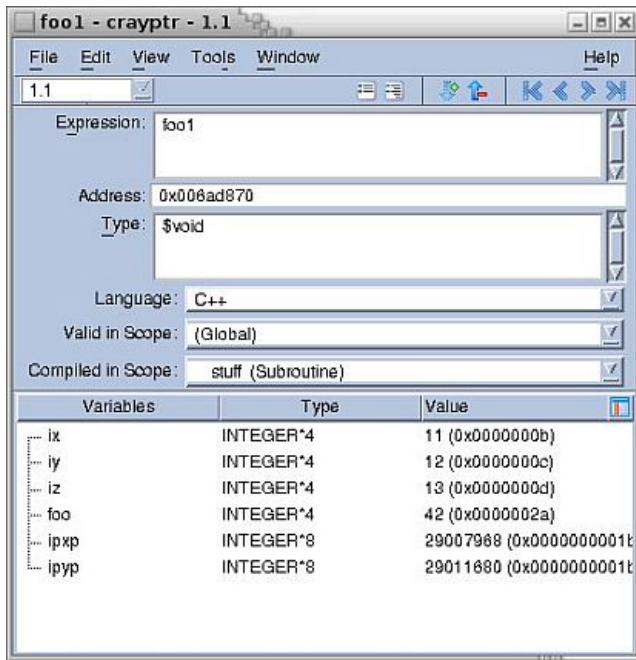 foo1 - crayptr - 1.1
File Edit View Tools Window Help
1.1
Expression: foo1
Address: 0x006ad870
Type: $void
Language: C++
Valid in Scope: (Global)
Compiled in Scope: stuff (Subroutine)
Variables Type Value
ix INTEGER*4 11 (0x0000000b)
iy INTEGER*4 12 (0x0000000c)
iz INTEGER*4 13 (0x0000000d)
foo INTEGER*4 42 (0x0000002a)
ipxp INTEGER*8 29007968 (0x0000000001b
ipyp INTEGER*8 29011680 (0x0000000001b